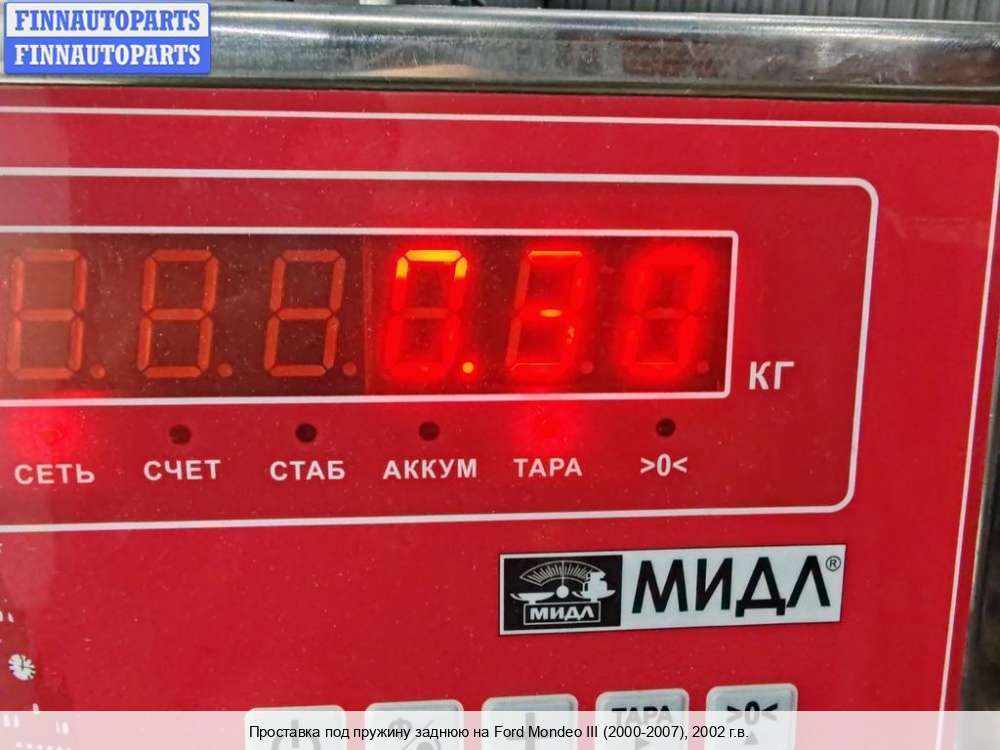 FINNAUTOPARTS
FINNAUTOPARTS
0.30
КГ
СЕТЬ СЧЕТ СТАБ АККУМ ТАРА >0<
МИДЛ МИДЛ®
ТАРА >0<
Проставка под пружину заднюю на Ford Mondeo III (2000-2007), 2002 г.в.